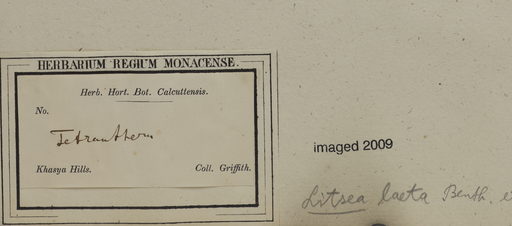 HERBARIUM REGIUM MONACENSE.
Herb. Hort. Bot. Calcuttensis.
No.
Tetranthera
Khasya Hills. Coll. Griffith.
imaged 2009
Litsea laeta Benth.